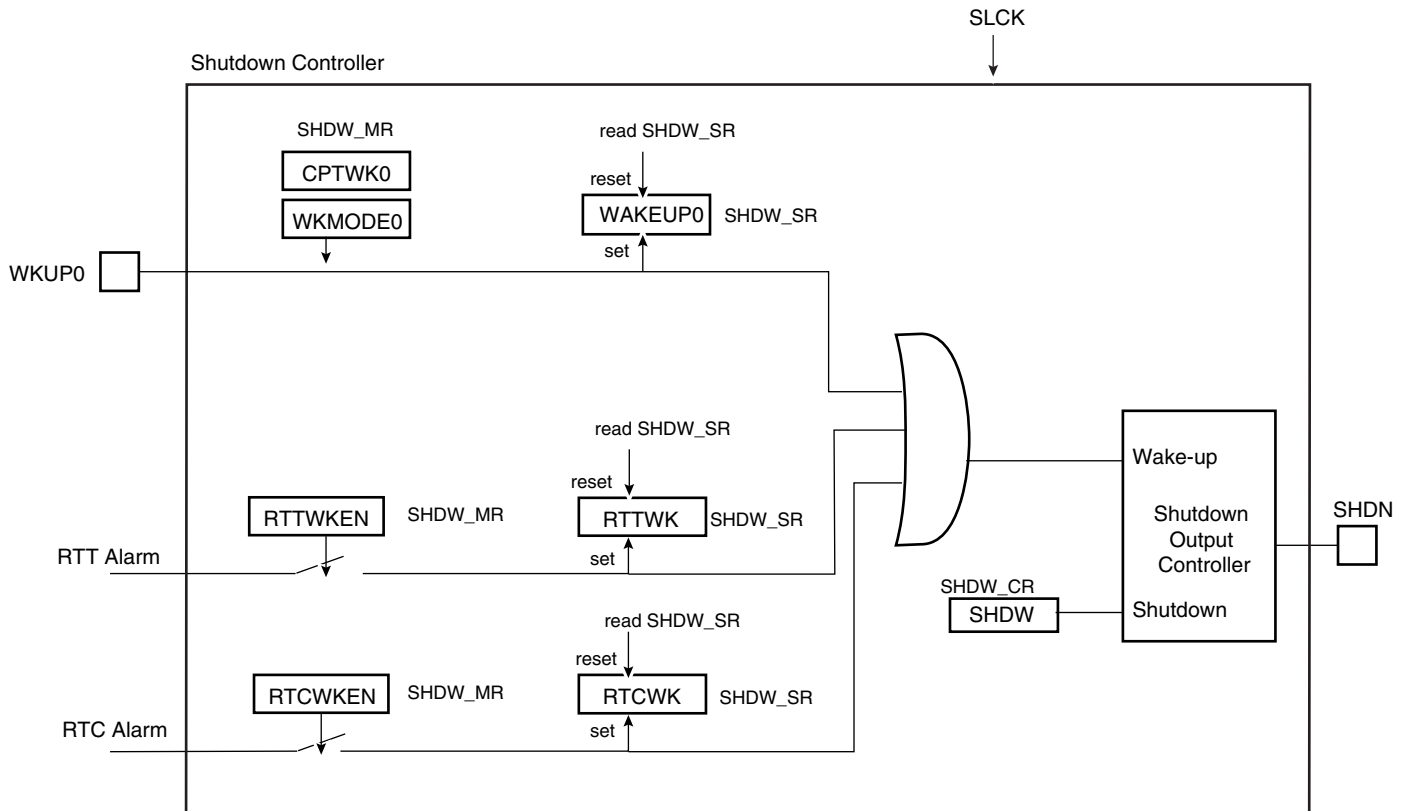 SLCK
Shutdown Controller
SHDW_MR
CPTWK0
WKMODE0
read SHDW_SR
reset
WAKEUP0
SHDW_SR
set
WKUP0
read SHDW_SR
reset
RTTWKEN
SHDW_MR
RTTWK
SHDW_SR
set
RTT Alarm
Wake-up
Shutdown
Output
Controller
SHDN
SHDW_CR
SHDW
Shutdown
read SHDW_SR
reset
RTCWKEN
SHDW_MR
RTCWK
SHDW_SR
set
RTC Alarm